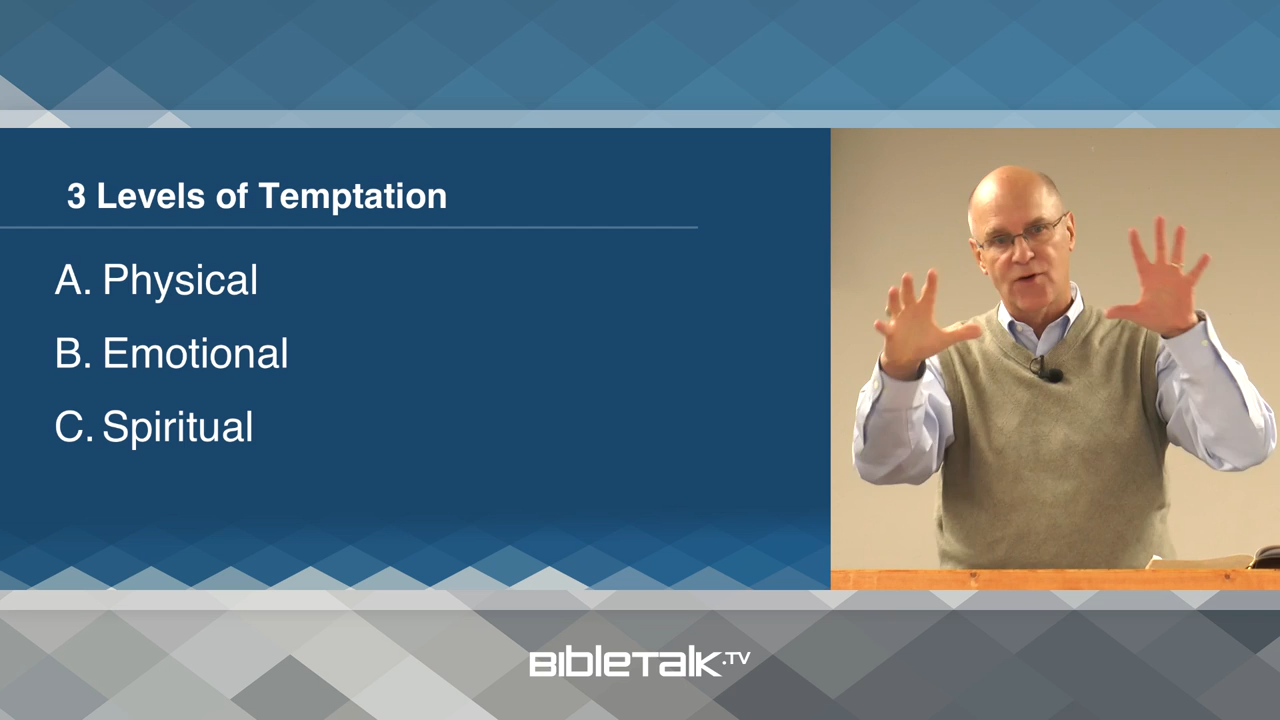 3 Levels of Temptation
A. Physical
B. Emotional
C. Spiritual
BIBLETALK.TV